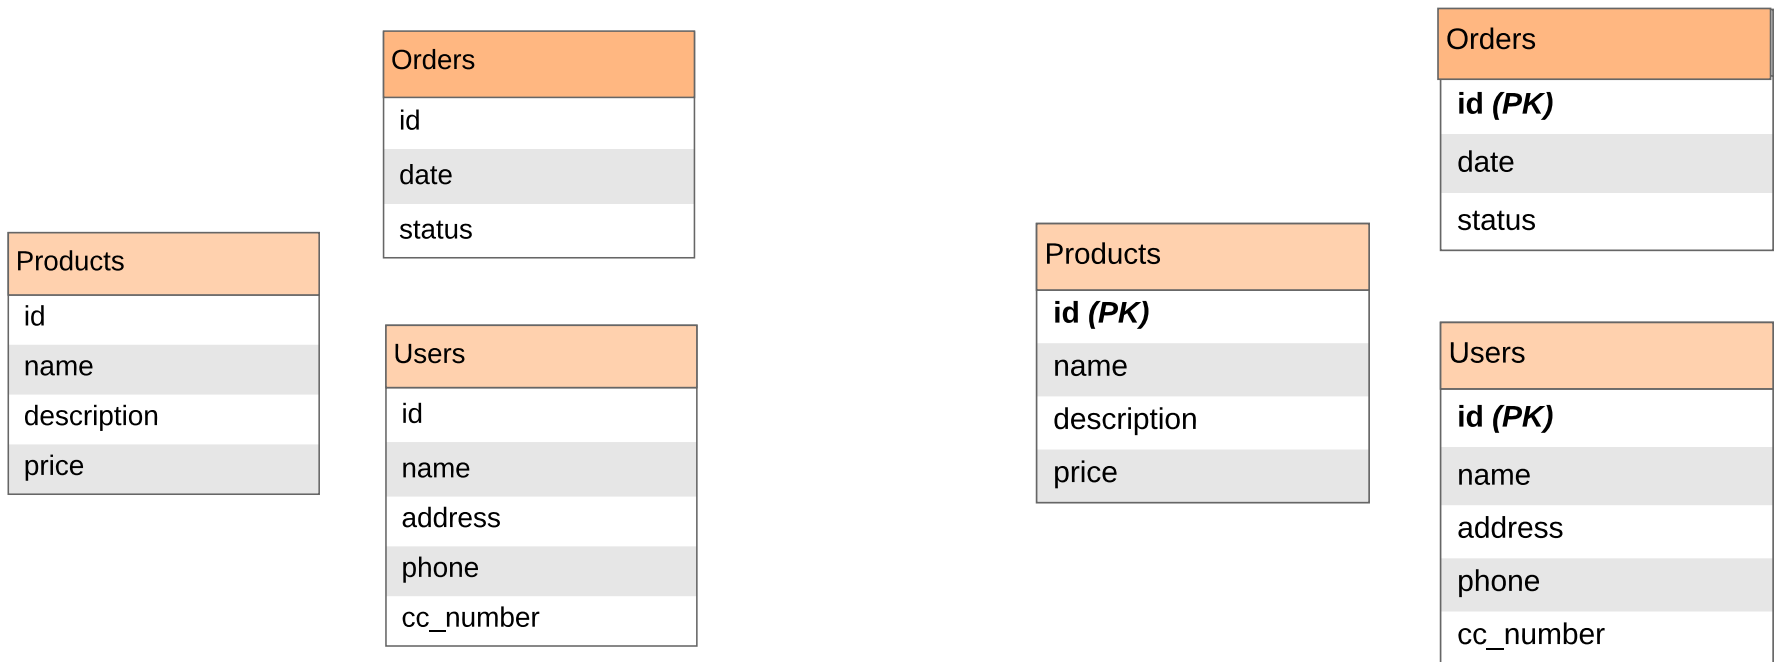 Orders
id
date
status
Products
id
name
description
price
Users
id
name
address
phone
cc_number
Orders
id (PK)
date
status
Products
id (PK)
name
description
price
Users
id (PK)
name
address
phone
cc_number